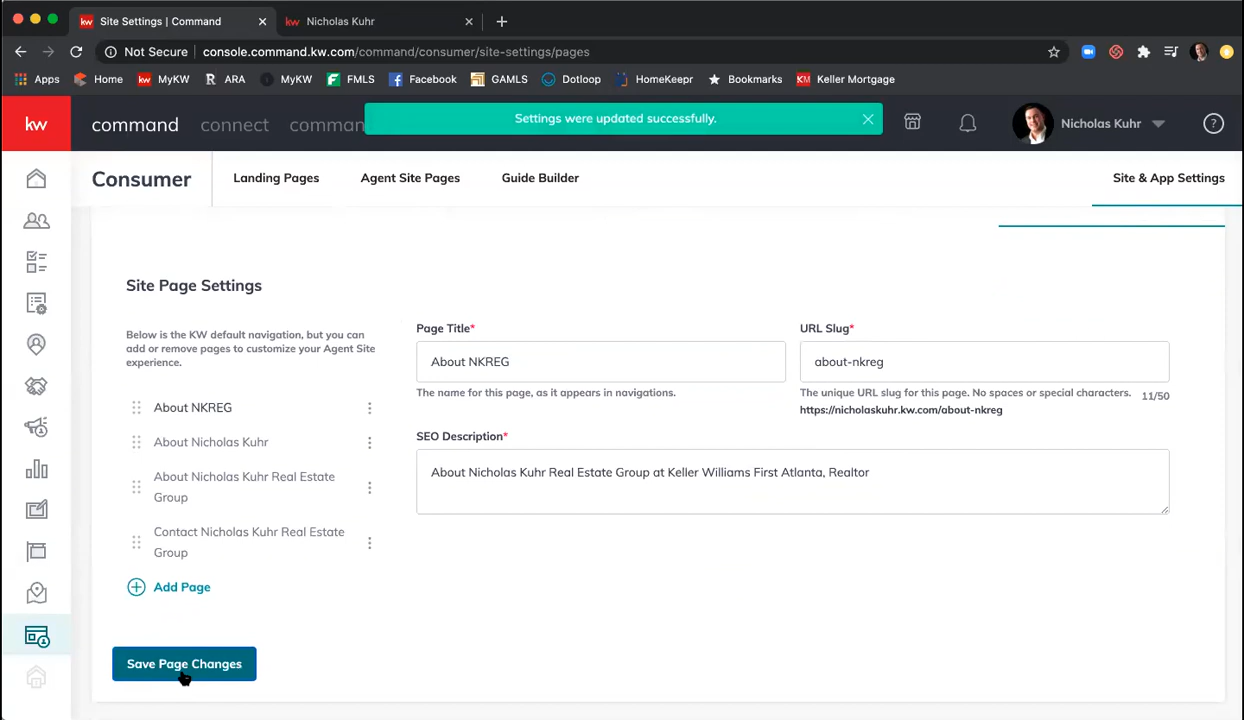 Site Settings | Command
Nicholas Kuhr
Not Secure
console.command.kw.com/command/consumer/site-settings/pages
Apps Home kw MyKW R ARA MyKW FMLS Facebook GAMLS Dotloop HomeKeepr Bookmarks Keller Mortgage
kw
command connect comman
Settings were updated successfully.
Nicholas Kuhr
Consumer
Landing Pages
Agent Site Pages
Guide Builder
Site & App Settings
Site Page Settings
Below is the KW default navigation, but you can
add or remove pages to customize your Agent Site
experience.
About NKREG
About Nicholas Kuhr
About Nicholas Kuhr Real Estate
Group
Contact Nicholas Kuhr Real Estate
Group
Add Page
Page Title*
About NKREG
The name for this page, as it appears in navigations.
URL Slug*
about-nkreg
The unique URL slug for this page. No spaces or special characters.
11/50
https://nicholaskuhr.kw.com/about-nkreg
SEO Description*
About Nicholas Kuhr Real Estate Group at Keller Williams First Atlanta, Realtor
Save Page Changes